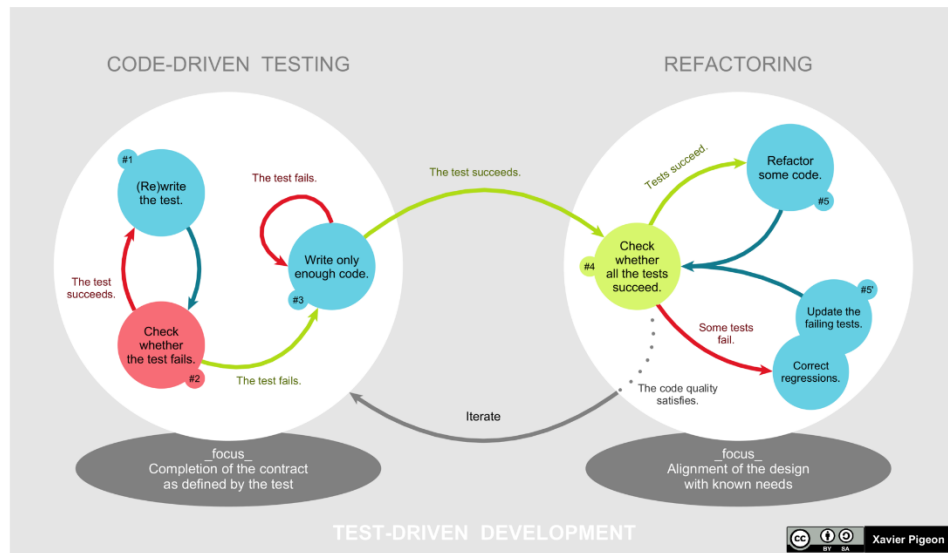 CODE-DRIVEN TESTING
REFACTORING
#1
(Re)write
the test.
The test
succeeds.
Check
whether
the test fails.
#2
The test fails.
The test fails.
Write only
enough code.
#3
The test succeeds.
Tests succeed.
Refactor
some code.
#5
Check
whether
all the tests
succeed.
#4
#5'
Update the
failing tests.
Some tests
fail.
Correct
regressions.
The code quality
satisfies.
Iterate
_focus_
Completion of the contract
as defined by the test
_focus_
Alignment of the design
with known needs
TEST-DRIVEN DEVELOPMENT
cc
BY SA
Xavier Pigeon